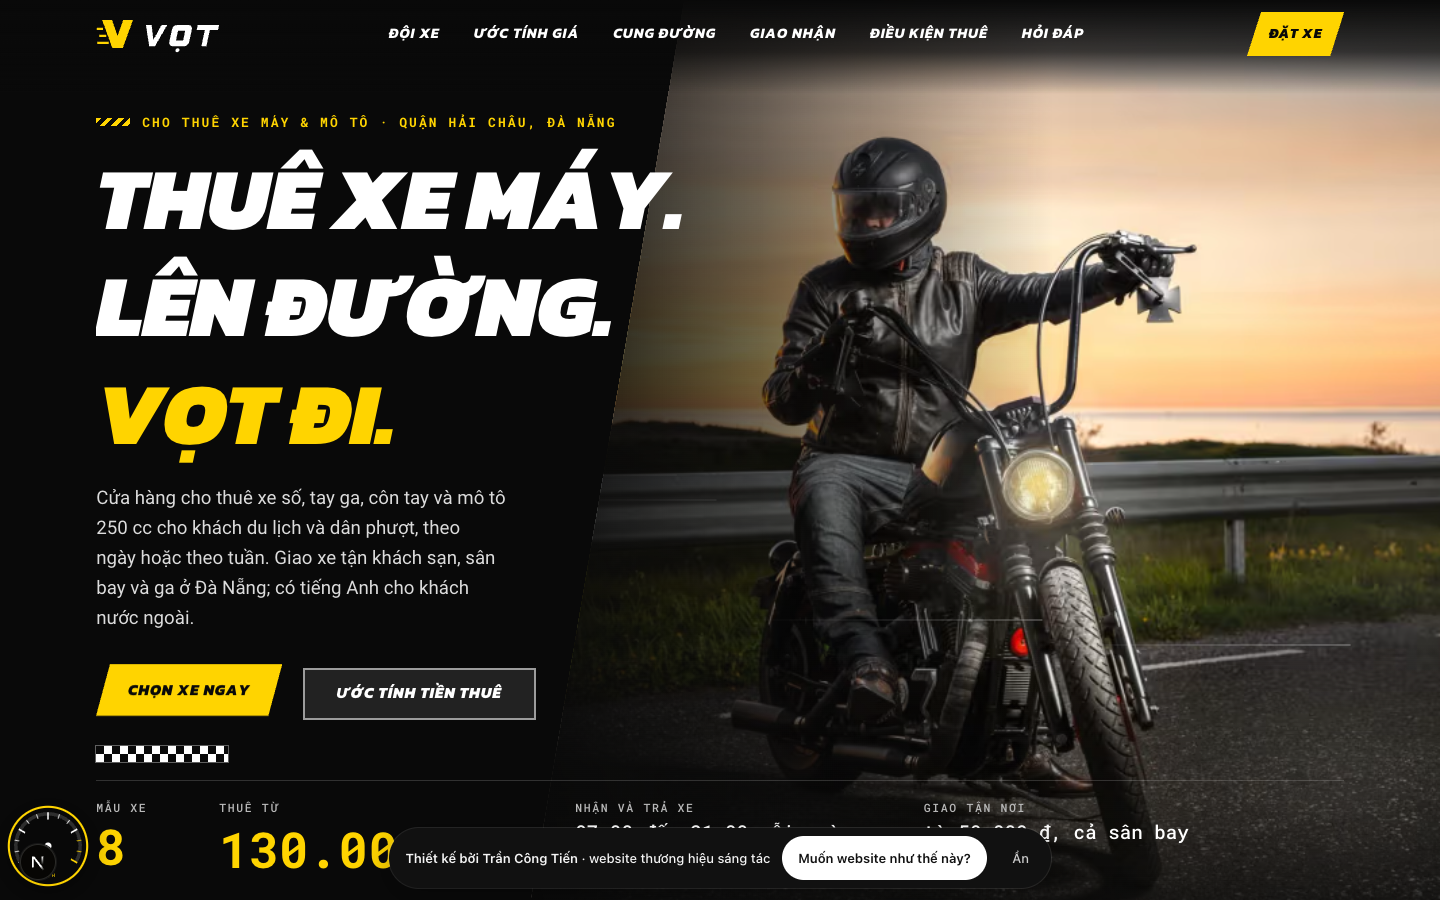 VỌT
ĐỘI XE ƯỚC TÍNH GIÁ CUNG ĐƯỜNG GIAO NHẬN ĐIỀU KIỆN THUÊ HỎI ĐÁP ĐẶT XE
CHO THUÊ XE MÁY & MÔ TÔ · QUẬN HẢI CHÂU, ĐÀ NẴNG
THUÊ XE MÁY.
LÊN ĐƯỜNG.
VỌT ĐI.
Cửa hàng cho thuê xe số, tay ga, côn tay và mô tô
250 cc cho khách du lịch và dân phượt, theo
ngày hoặc theo tuần. Giao xe tận khách sạn, sân
bay và ga ở Đà Nẵng; có tiếng Anh cho khách
nước ngoài.
CHỌN XE NGAY ƯỚC TÍNH TIỀN THUÊ
MẪU XE THUÊ TỪ NHẬN VÀ TRẢ XE GIAO TẬN NƠI
8 130.00 đ, cả sân bay
Thiết kế bởi Trần Công Tiến · website thương hiệu sáng tác Muốn website như thế này? Ẩn
N